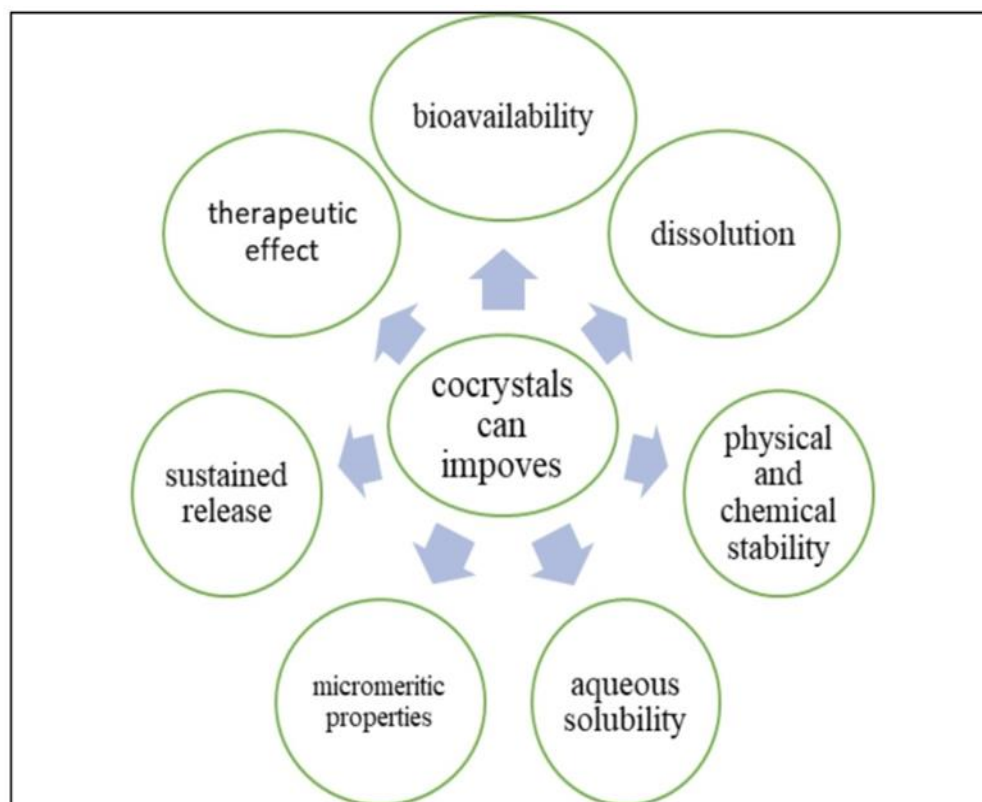 bioavailability
therapeutic
effect
dissolution
cocrystals
can
impoves
sustained
release
physical
and
chemical
stability
micromeritic
properties
aqueous
solubility